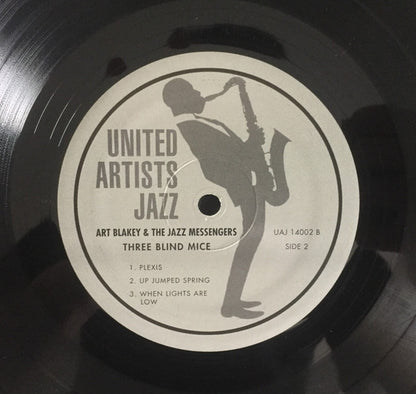 UNITED
ARTISTS
JAZZ
ART BLAKEY & THE JAZZ MESSENGERS
THREE BLIND MICE
UAJ 14002 B
SIDE 2
1. PLEXIS
2. UP JUMPED SPRING
3. WHEN LIGHTS ARE
LOW